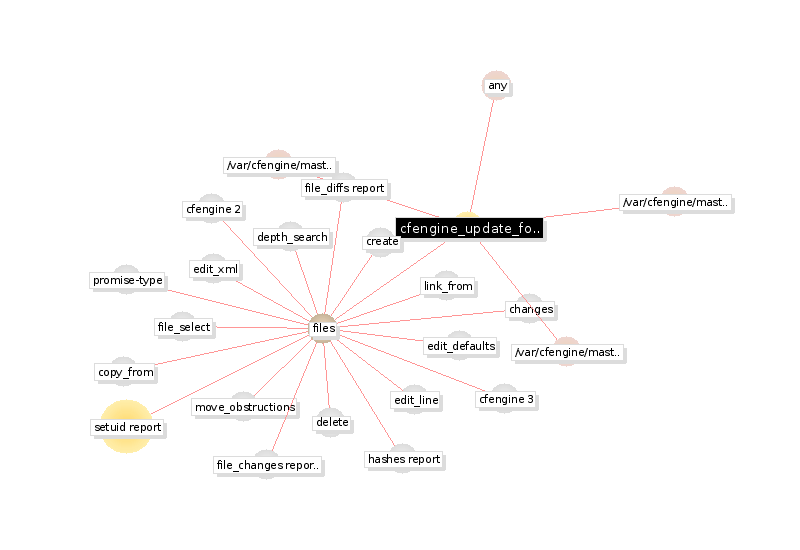 any
/var/cfengine/mast..
file_diffs report
/var/cfengine/mast..
cfengine 2
cfengine_update_fo..
depth_search
create
edit_xml
promise-type
link_from
changes
file_select
files
edit_defaults
/var/cfengine/mast..
copy_from
edit_line
cfengine 3
move_obstructions
delete
setuid report
hashes report
file_changes repor..